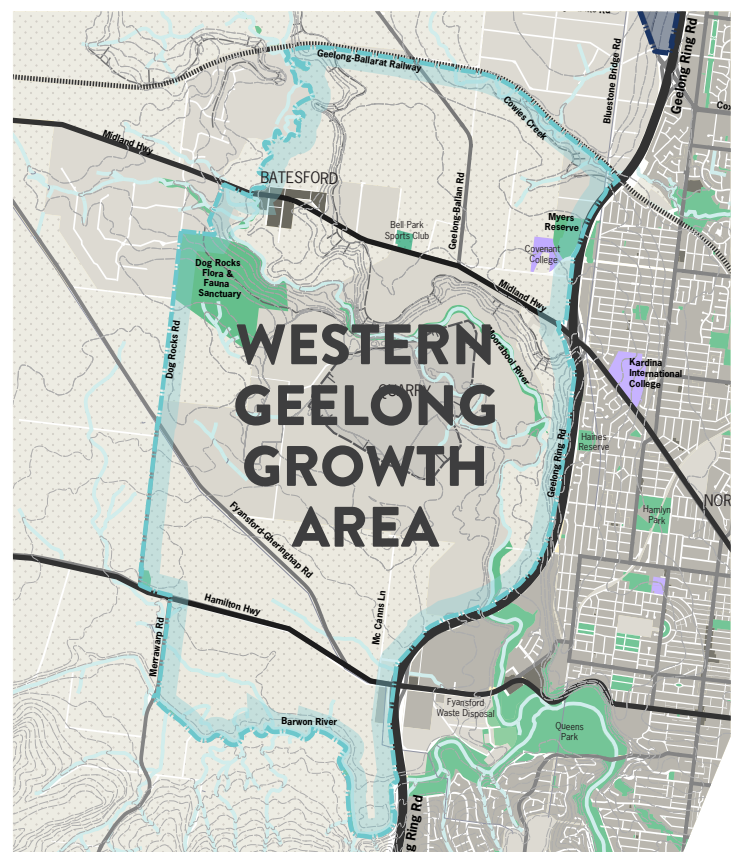 Geelong Ring Rd
Bluestone Bridge Rd
Geelong-Ballarat Railway
Cowies Creek
Midland Hwy
BATESFORD
Geelong-Ballan Rd
Bell Park
Sports Club
Myers
Reserve
Covenant
College
Dog Rocks
Flora &
Fauna
Sanctuary
Midland Hwy
Moorabool River
Dog Rocks Rd
WESTERN
GEELONG
GROWTH
AREA
QUARRY
Kardina
International
College
Haines
Reserve
Geelong Ring Rd
Hamlyn
Park
NOR
Fyansford-Gheringhap Rd
Hamilton Hwy
Mc Canns Ln
Merrawarp Rd
Barwon River
Fyansford
Waste Disposal
Queens
Park
g Ring Rd